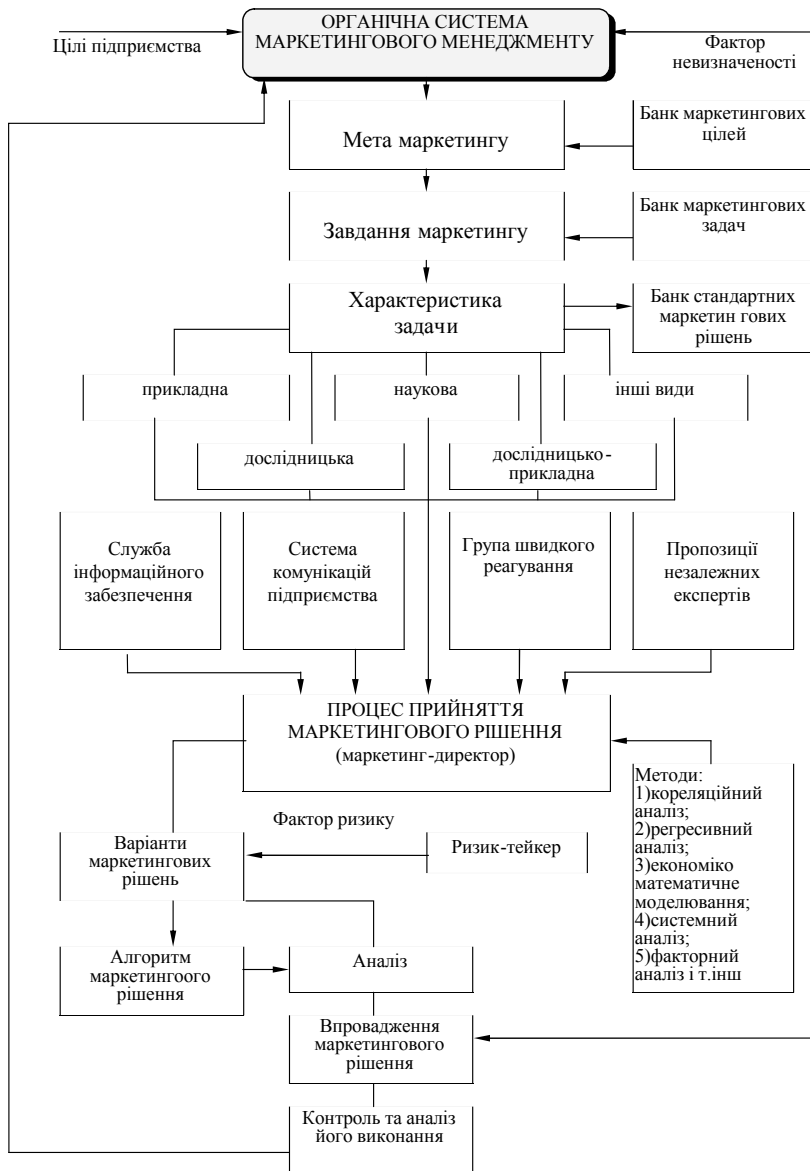 ОРГАНІЧНА СИСТЕМА
МАРКЕТИНГОВОГО МЕНЕДЖМЕНТУ
Цілі підприємства
Фактор
невизначеності
Мета маркетингу
Банк маркетингових
цілей
Завдання маркетингу
Банк маркетингових
задач
Характеристика
задачи
Банк стандартних
маркетин гових
рішень
прикладна
наукова
інші види
дослідницька
дослідницько-
прикладна
Служба
інформаційного
забезпечення
Система
комунікацій
підприємства
Група швидкого
реагування
Пропозиції
незалежних
експертів
ПРОЦЕС ПРИЙНЯТТЯ
МАРКЕТИНГОВОГО РІШЕННЯ
(маркетинг-директор)
Методи:
1)кореляційний
аналіз;
2)регресивний
аналіз;
3)економіко
математичне
моделювання;
4)системний
аналіз;
5)факторний
аналіз і т.інш
Фактор ризику
Варіанти
маркетингових
рішень
Ризик-тейкер
Алгоритм
маркетингоого
рішення
Аналіз
Впровадження
маркетингового
рішення
Контроль та аналіз
його виконання